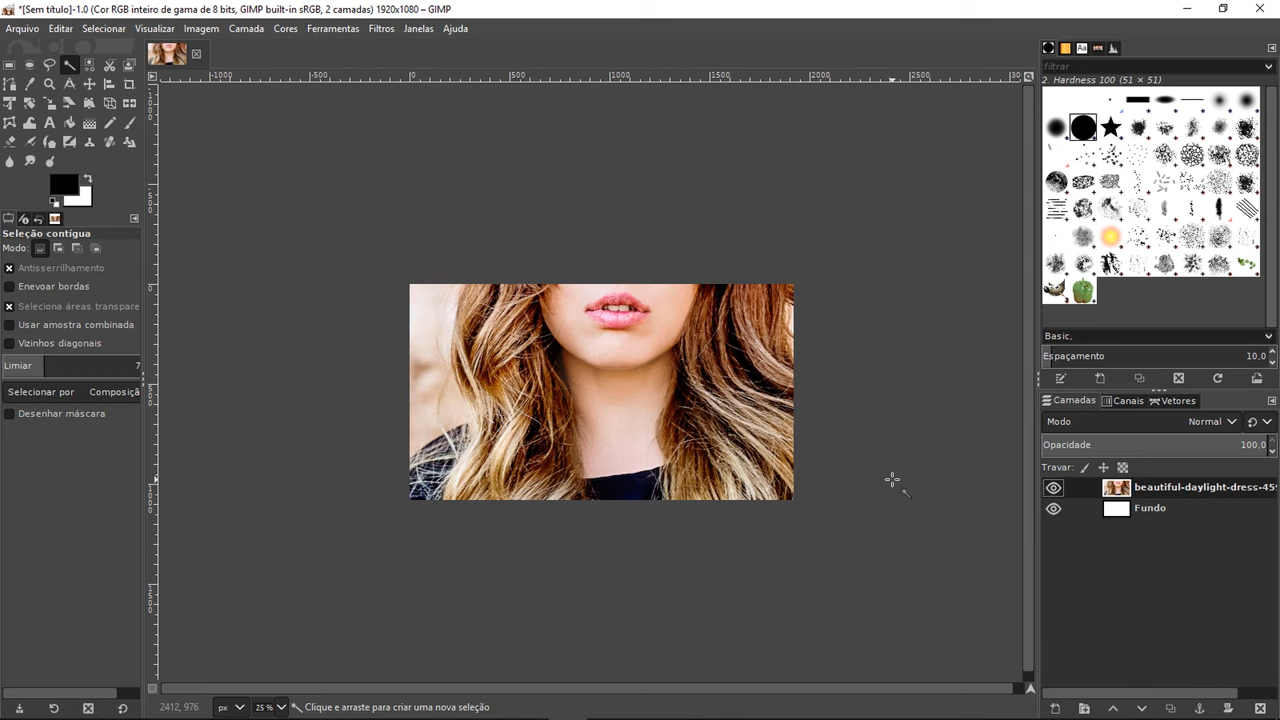 *[Sem título]-1.0 (Cor RGB inteiro de gama de 8 bits, GIMP built-in sRGB, 2 camadas) 1920x1080 – GIMP
Arquivo Editar Selecionar Visualizar Imagem Camada Cores Ferramentas Filtros Janelas Ajuda
-1000 -500 0 500 1000 1500 2000 2500
filtrar
2. Hardness 100 (51 × 51)
Seleção contígua
Modo:
Antisserrilhamento
Enevoar bordas
Seleciona áreas transpare
Usar amostra combinada
Vizinhos diagonais
Limiar 7
Selecionar por Composiçã
Desenhar máscara
Basic,
Espaçamento 10,0
Camadas Canais Vetores
Modo Normal
Opacidade 100,0
Travar:
beautiful-daylight-dress-459
Fundo
2412, 976 px 25 % Clique e arraste para criar uma nova seleção